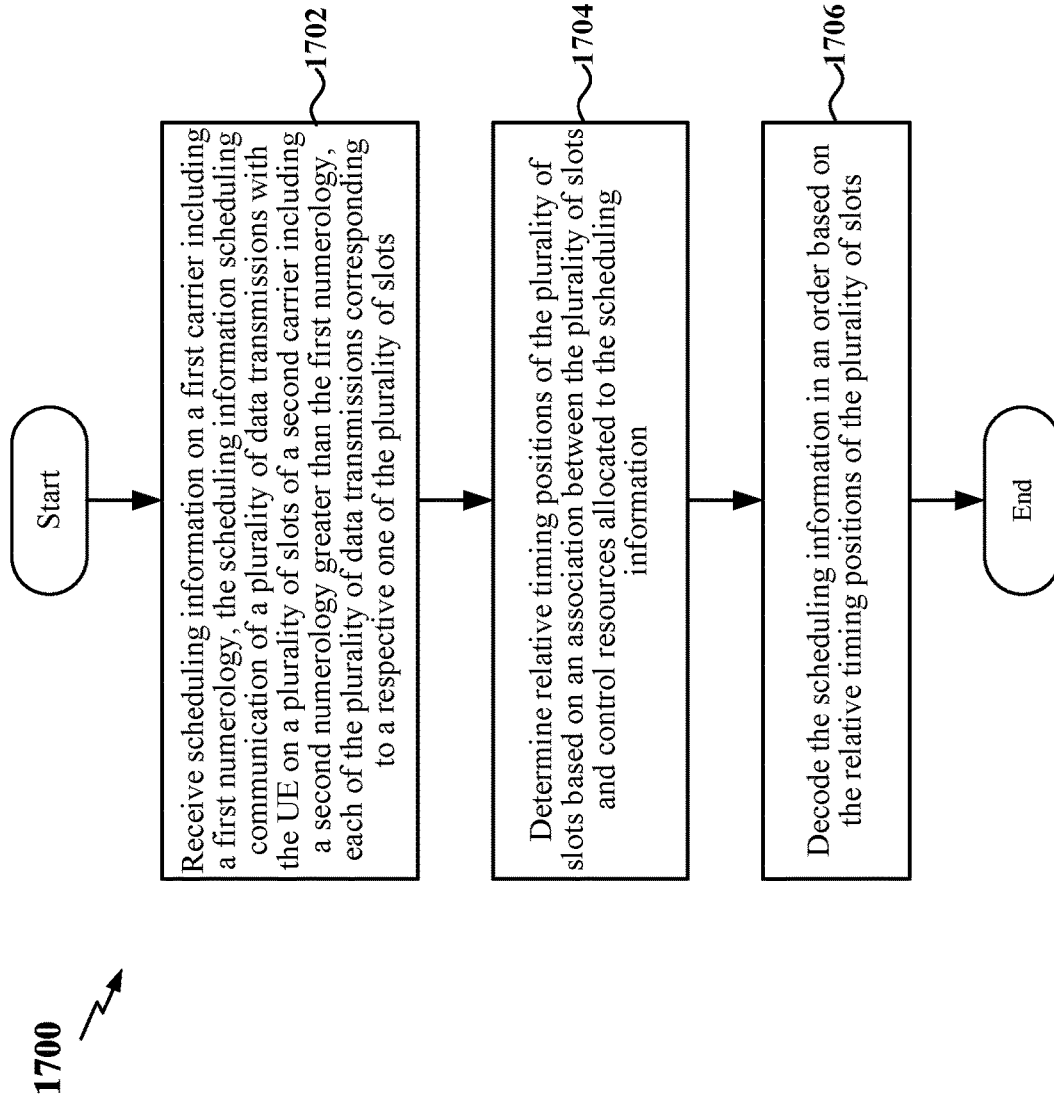 1700
Start
Receive scheduling information on a first carrier including
a first numerology, the scheduling information scheduling
communication of a plurality of data transmissions with
the UE on a plurality of slots of a second carrier including
a second numerology greater than the first numerology,
each of the plurality of data transmissions corresponding
to a respective one of the plurality of slots
1702
Determine relative timing positions of the plurality of
slots based on an association between the plurality of slots
and control resources allocated to the scheduling
information
1704
Decode the scheduling information in an order based on
the relative timing positions of the plurality of slots
1706
End